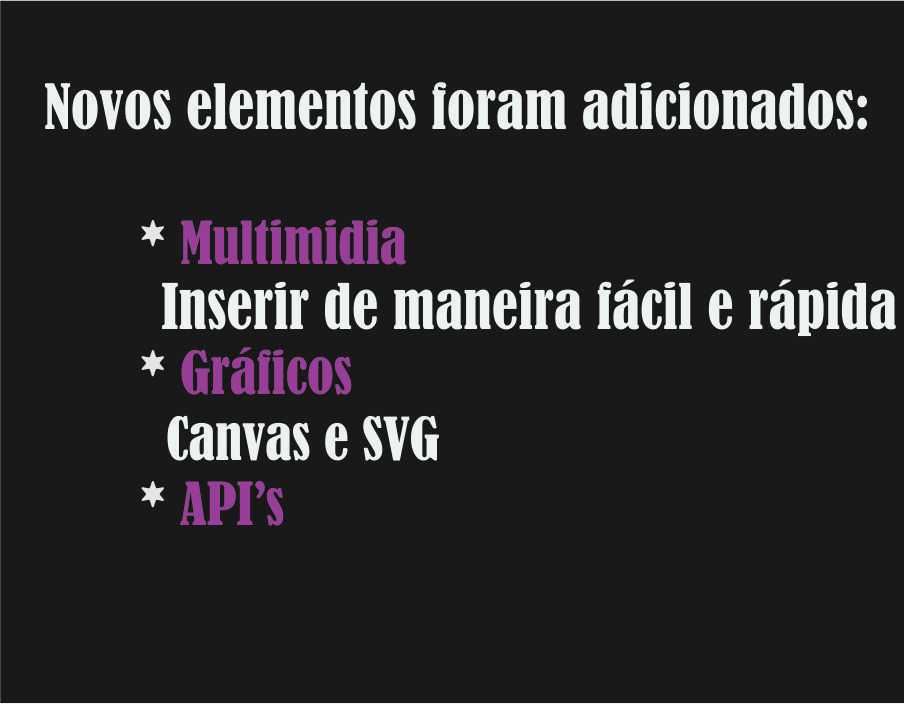 Novos elementos foram adicionados:
* Multimidia
Inserir de maneira fácil e rápida
* Gráficos
Canvas e SVG
* API’s